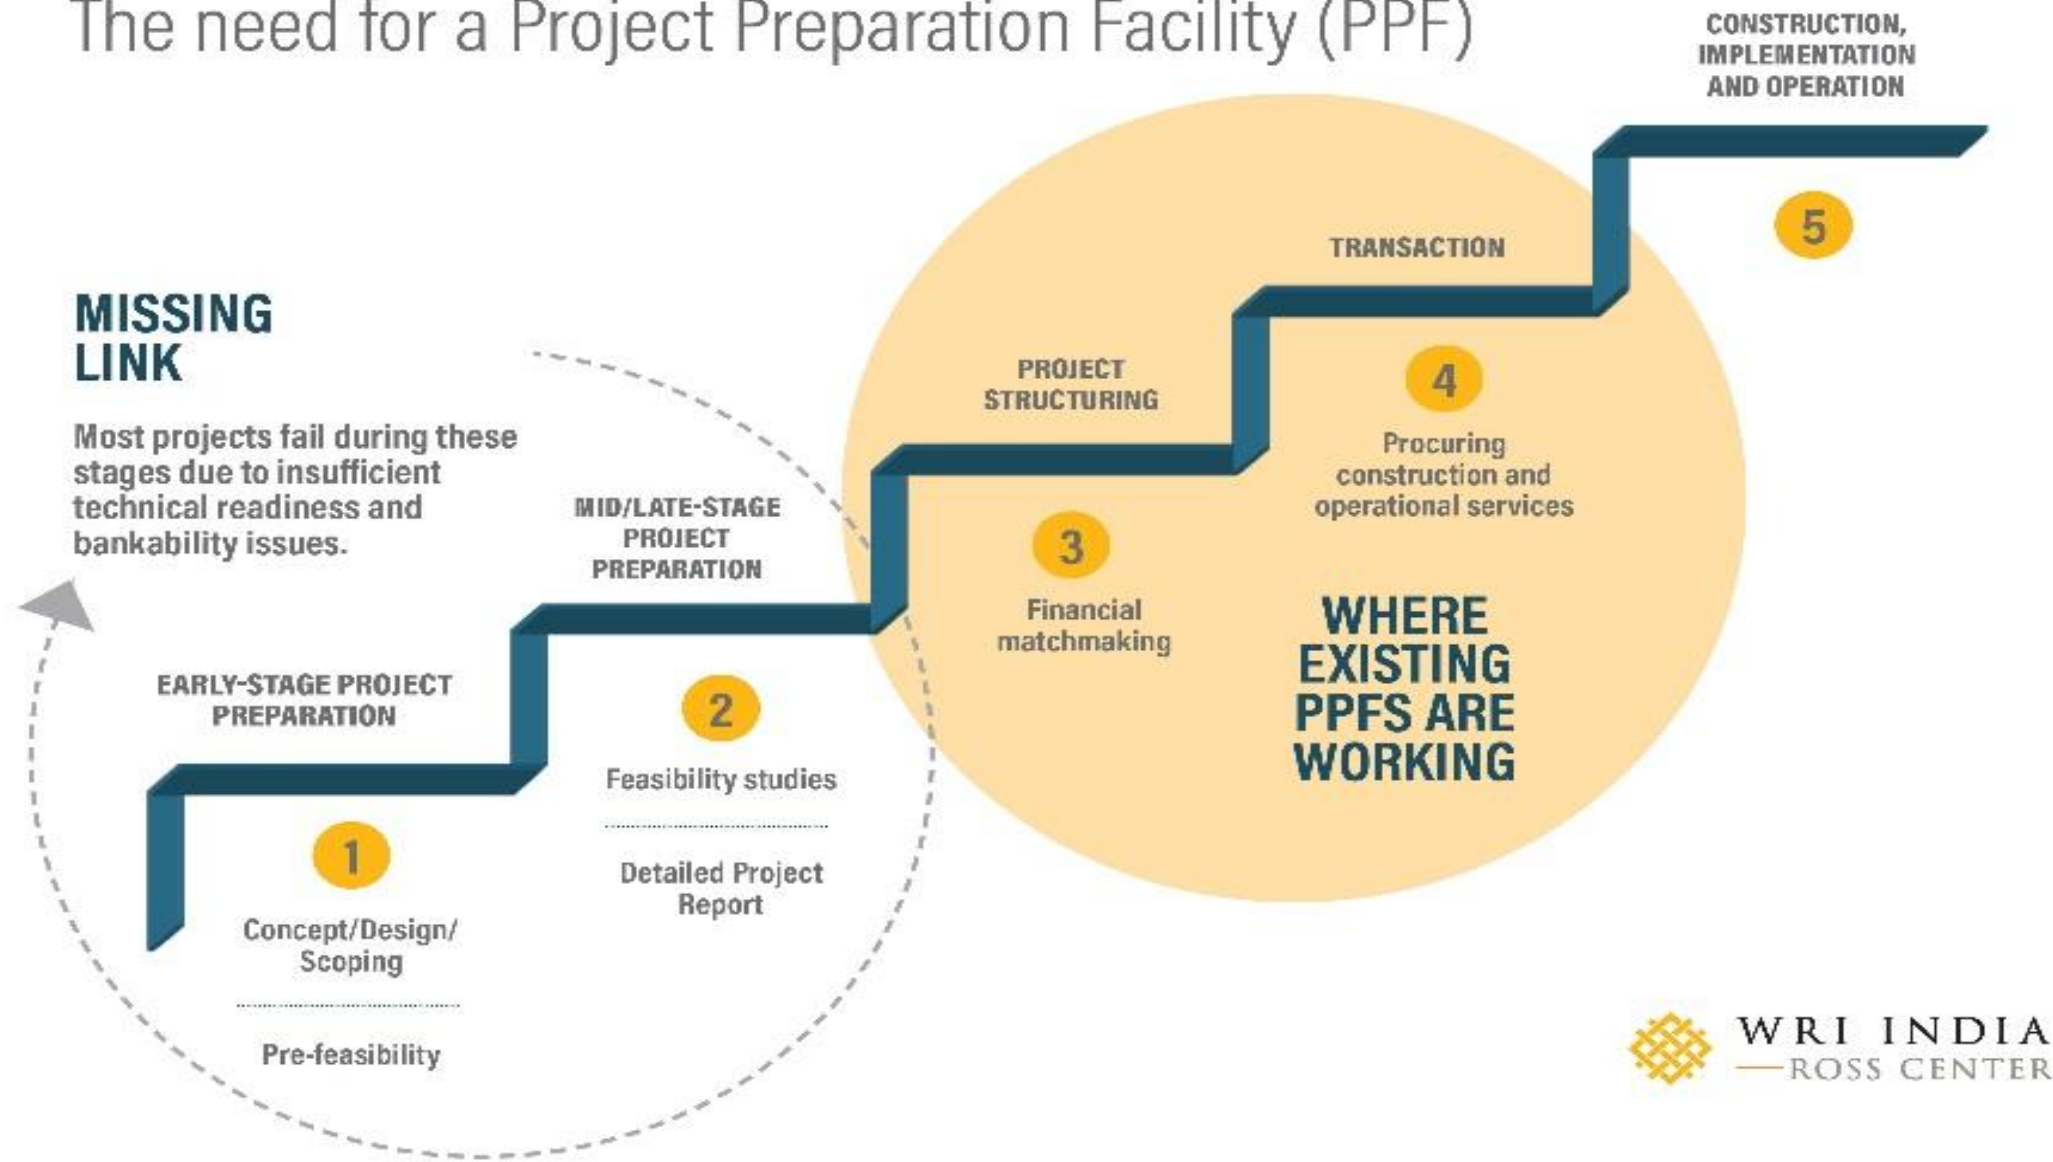 The need for a Project Preparation Facility (PPF)
CONSTRUCTION,
IMPLEMENTATION
AND OPERATION
5
TRANSACTION
4
Procuring
construction and
operational services
PROJECT
STRUCTURING
3
Financial
matchmaking
WHERE
EXISTING
PPFS ARE
WORKING
MISSING
LINK
Most projects fail during these
stages due to insufficient
technical readiness and
bankability issues.
MID/LATE-STAGE
PROJECT
PREPARATION
2
Feasibility studies
Detailed Project
Report
EARLY-STAGE PROJECT
PREPARATION
1
Concept/Design/
Scoping
Pre-feasibility
WRI INDIA
ROSS CENTER